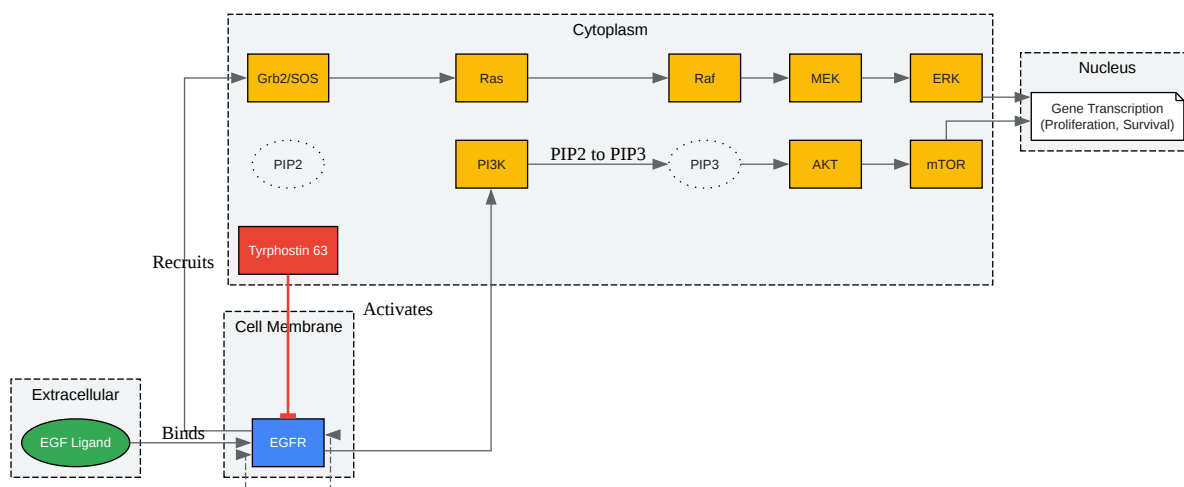 Cytoplasm
Grb2/SOS
Ras
Raf
MEK
ERK
Nucleus
Gene Transcription
(Proliferation, Survival)
PIP2
PI3K
PIP2 to PIP3
PIP3
AKT
mTOR
Tyrphostin 63
Recruits
Activates
Cell Membrane
Extracellular
EGF Ligand
Binds
EGFR